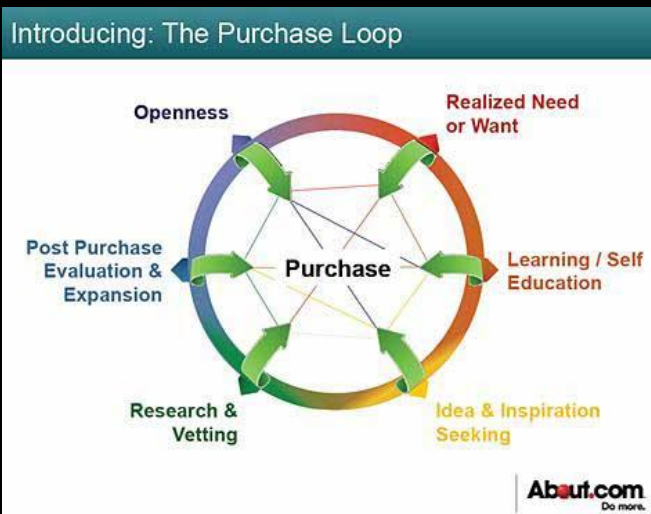 Introducing: The Purchase Loop
Openness
Realized Need
or Want
Post Purchase
Evaluation &
Expansion
Purchase
Learning / Self
Education
Research &
Vetting
Idea & Inspiration
Seeking
About.com
Do more.